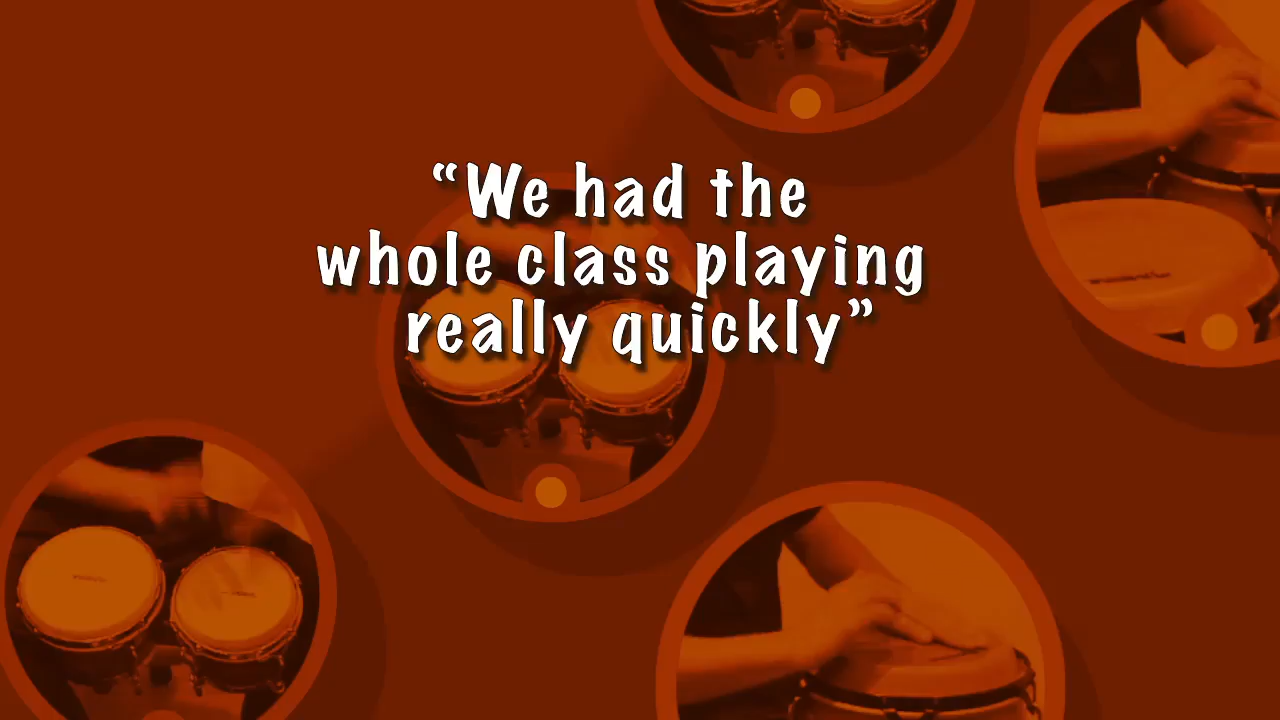 “We had the
whole class playing
really quickly”